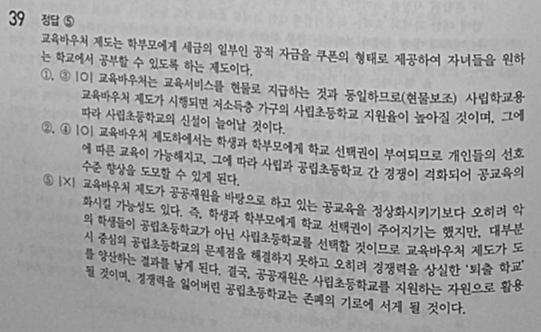 39 정답 ⑤
교육바우처 제도는 학부모에게 세금의 일부인 공적 자금을 쿠폰의 형태로 제공하여 자녀들을 원하
는 학교에서 공부할 수 있도록 하는 제도이다.
①, ③ |O| 교육바우처는 교육서비스를 현물로 지급하는 것과 동일하므로(현물보조) 사립학교용
교육바우처 제도가 시행되면 저소득층 가구의 사립초등학교 지원율이 높아질 것이며, 그에
따라 사립초등학교의 신설이 늘어날 것이다.
②, ④ |O| 교육바우처 제도하에서는 학생과 학부모에게 학교 선택권이 부여되므로 개인들의 선호
에 따른 교육이 가능해지고, 그에 따라 사립과 공립초등학교 간 경쟁이 격화되어 공교육의
수준 향상을 도모할 수 있게 된다.
⑤ |X| 교육바우처 제도가 공공재원을 바탕으로 하고 있는 공교육을 정상화시키기보다 오히려 악
화시킬 가능성도 있다. 즉, 학생과 학부모에게 학교 선택권이 주어지기는 했지만, 대부분
의 학생들이 공립초등학교가 아닌 사립초등학교를 선택할 것이므로 교육바우처 제도가 도
시 중심의 공립초등학교의 문제점을 해결하지 못하고 오히려 경쟁력을 상실한 '퇴출 학교'
를 양산하는 결과를 낳게 된다. 결국, 공공재원은 사립초등학교를 지원하는 자원으로 활용
될 것이며, 경쟁력을 잃어버린 공립초등학교는 존폐의 기로에 서게 될 것이다.